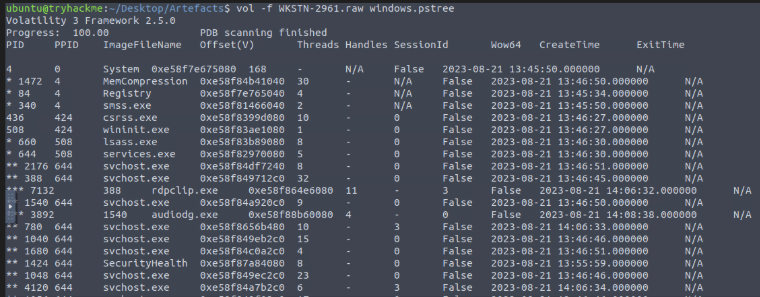 ubuntu@tryhackme:~/Desktop/Artefacts$ vol -f WKSTN-2961.raw windows.pstree
Volatility 3 Framework 2.5.0
Progress: 100.00 PDB scanning finished
PID PPID ImageFileName Offset(V) Threads Handles SessionId Wow64 CreateTime ExitTime
4 0 System 0xe58f7e675080 168 - N/A False 2023-08-21 13:45:50.000000 N/A
* 1472 4 MemCompression 0xe58f84b41040 30 - N/A False 2023-08-21 13:46:50.000000 N/A
* 84 4 Registry 0xe58f7e765040 4 - N/A False 2023-08-21 13:45:34.000000 N/A
* 340 4 smss.exe 0xe58f81466040 2 - N/A False 2023-08-21 13:45:50.000000 N/A
436 424 csrss.exe 0xe58f8399d080 10 - 0 False 2023-08-21 13:46:27.000000 N/A
508 424 wininit.exe 0xe58f83ae1080 1 - 0 False 2023-08-21 13:46:27.000000 N/A
* 660 508 lsass.exe 0xe58f83b89080 8 - 0 False 2023-08-21 13:46:30.000000 N/A
* 644 508 services.exe 0xe58f82970080 5 - 0 False 2023-08-21 13:46:30.000000 N/A
** 2176 644 svchost.exe 0xe58f84df7240 8 - 0 False 2023-08-21 13:46:51.000000 N/A
** 388 644 svchost.exe 0xe58f849712c0 32 - 0 False 2023-08-21 13:46:45.000000 N/A
*** 7132 388 rdpclip.exe 0xe58f864e6080 11 - 3 False 2023-08-21 14:06:32.000000 N/A
1540 644 svchost.exe 0xe58f84a920c0 9 - 0 False 2023-08-21 13:46:50.000000 N/A
* 3892 1540 audiodg.exe 0xe58f88b60080 4 - 0 False 2023-08-21 14:08:38.000000 N/A
** 780 644 svchost.exe 0xe58f8656b480 10 - 3 False 2023-08-21 14:06:33.000000 N/A
** 1040 644 svchost.exe 0xe58f849eb2c0 15 - 0 False 2023-08-21 13:46:46.000000 N/A
** 1680 644 svchost.exe 0xe58f84c0a2c0 4 - 0 False 2023-08-21 13:46:51.000000 N/A
** 1424 644 SecurityHealth 0xe58f87a84080 8 - 0 False 2023-08-21 13:55:59.000000 N/A
** 1048 644 svchost.exe 0xe58f849ec2c0 23 - 0 False 2023-08-21 13:46:46.000000 N/A
** 4120 644 svchost.exe 0xe58f84a7b2c0 6 - 3 False 2023-08-21 14:06:34.000000 N/A